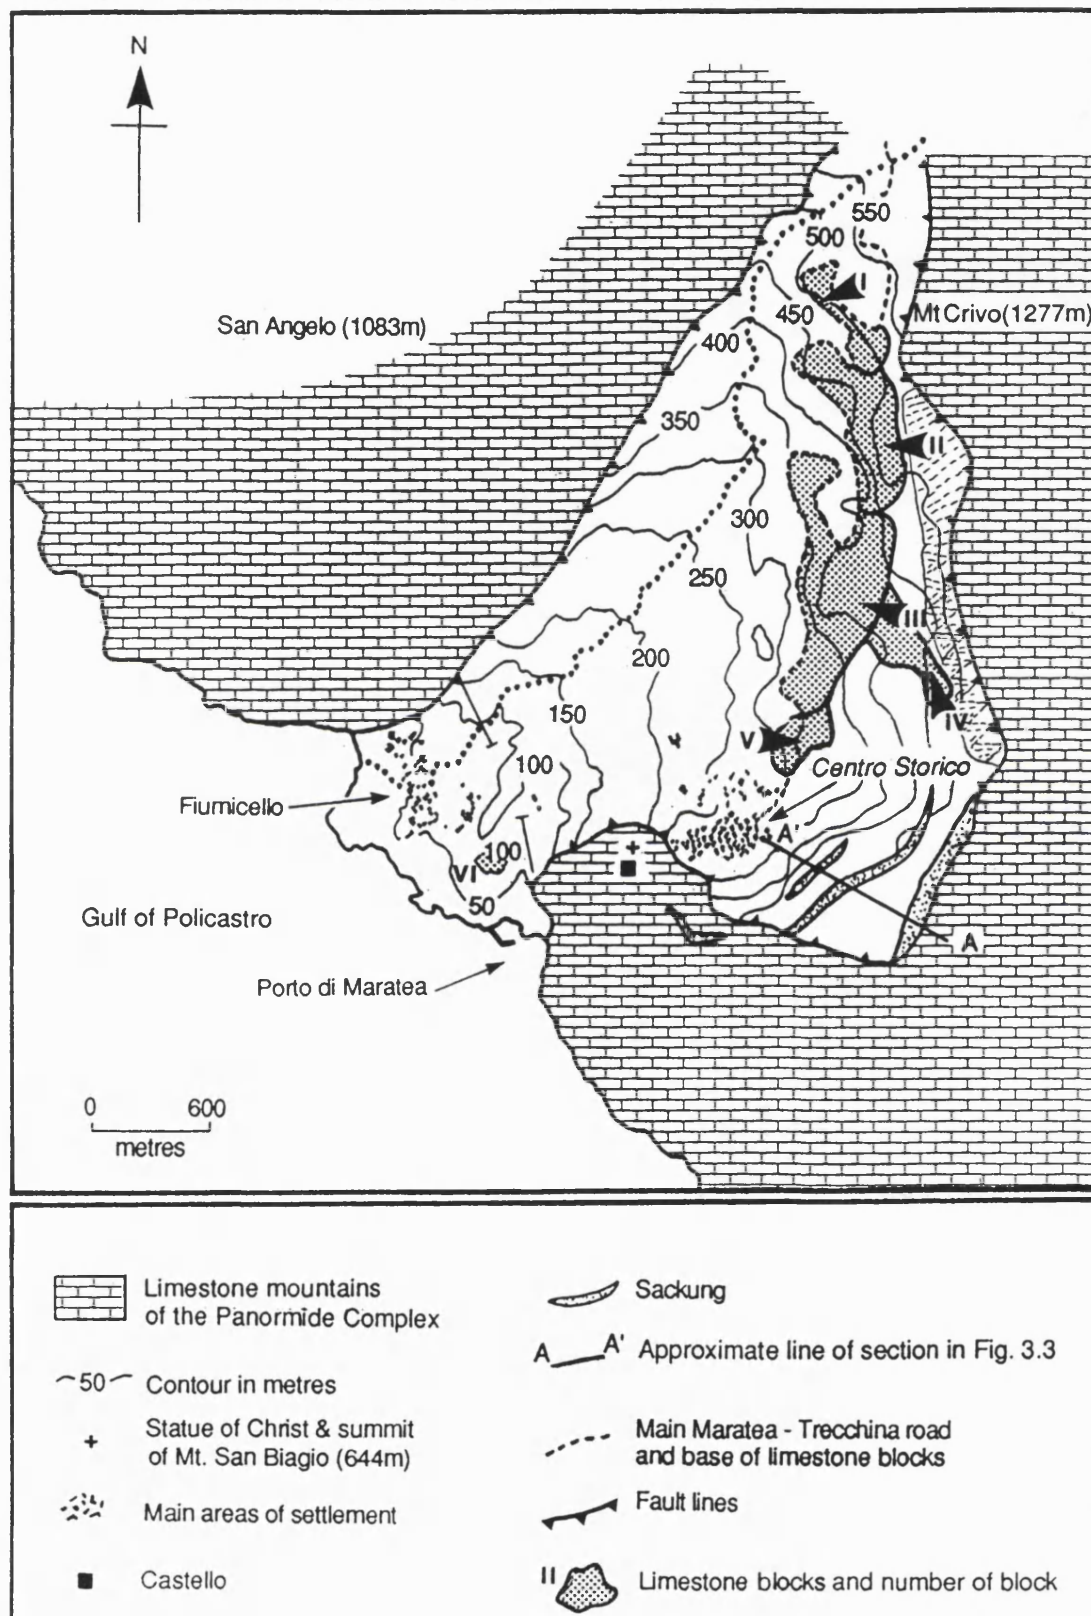 N
550
500
I
450
San Angelo (1083m)
Mt Crivo(1277m)
400
350
II
300
250
III
200
150
IV
V
Centro Storico
100
Fiumicello
A'
100
VI
50
Gulf of Policastro
A
Porto di Maratea
0 600
metres
Limestone mountains
of the Panormide Complex
50
Contour in metres
Statue of Christ & summit
of Mt. San Biagio (644m)
Main areas of settlement
Castello
Sackung
A A' Approximate line of section in Fig. 3.3
Main Maratea - Trecchina road
and base of limestone blocks
Fault lines
II Limestone blocks and number of block